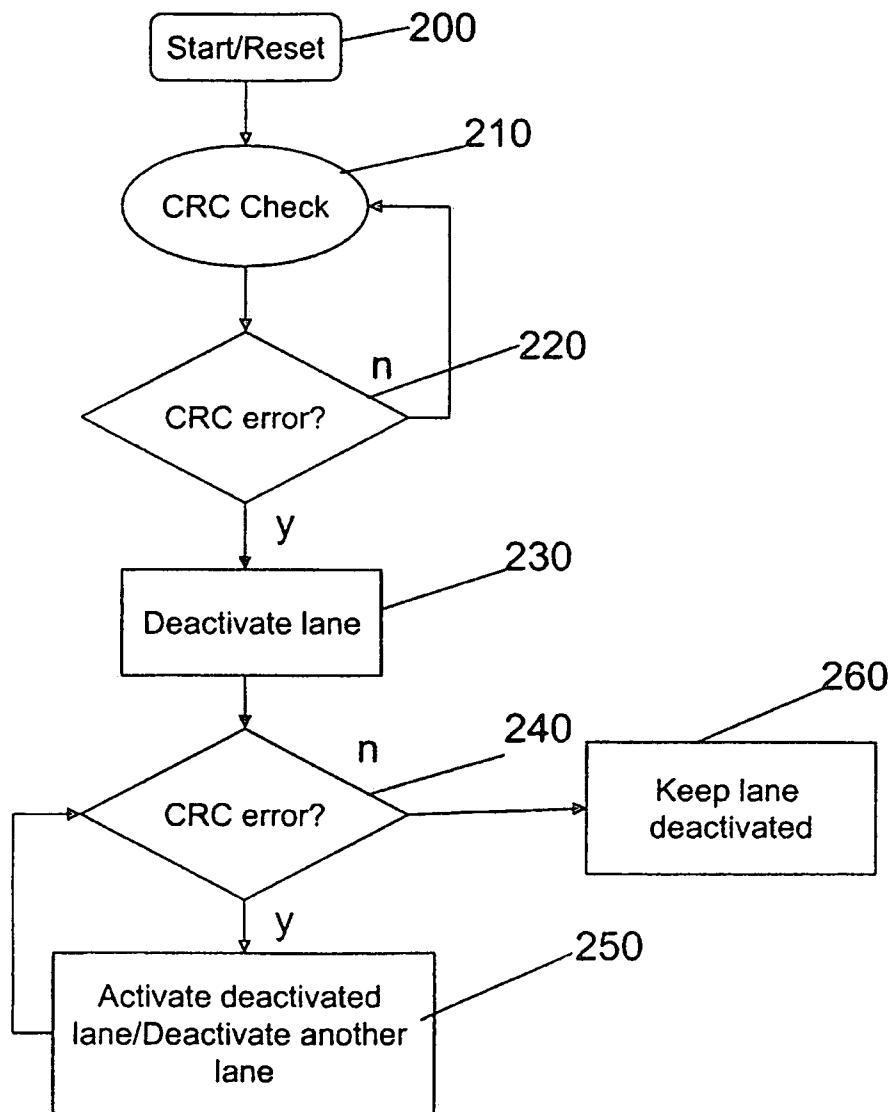 Start/Reset
200
210
CRC Check
220
n
CRC error?
y
230
Deactivate lane
260
240
n
CRC error?
Keep lane
deactivated
y
250
Activate deactivated
lane/Deactivate another
lane